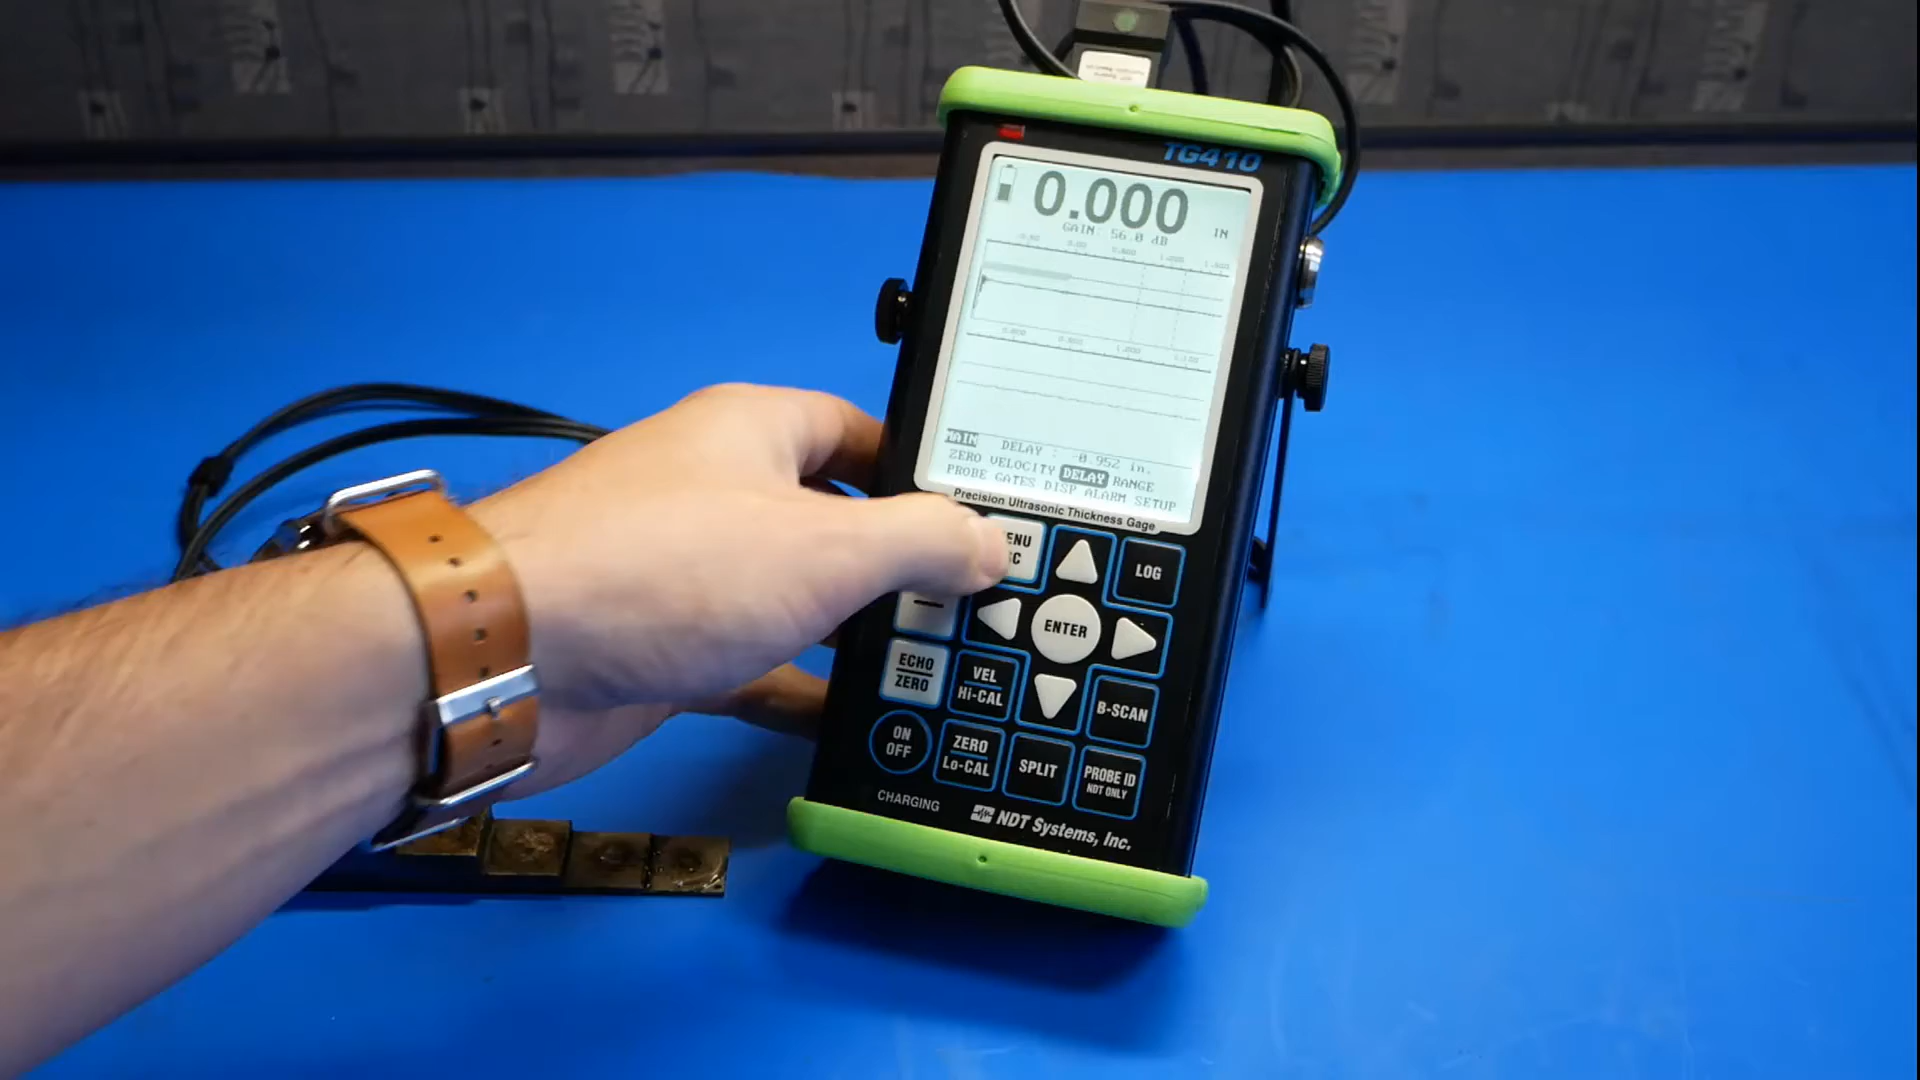 TG410
0.000 IN
GAIN: 56.0 dB
MAIN DELAY : -0.952 in.
ZERO VELOCITY DELAY RANGE
PROBE GATES DISP ALARM SETUP
Precision Ultrasonic Thickness Gage
LOG
ENTER
ECHO
ZERO
VEL
Hi-CAL
B-SCAN
ON
OFF
ZERO
Lo-CAL
SPLIT
PROBE ID
NDT ONLY
CHARGING
NDT Systems, Inc.